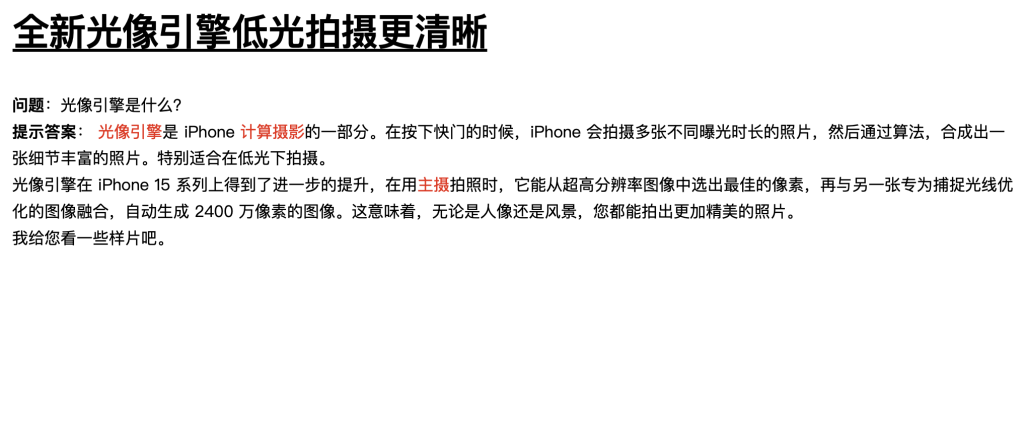 全新光像引擎低光拍摄更清晰
问题：光像引擎是什么？
提示答案： 光像引擎是 iPhone 计算摄影的一部分。在按下快门的时候，iPhone 会拍摄多张不同曝光时长的照片，然后通过算法，合成出一
张细节丰富的照片。特别适合在低光下拍摄。
光像引擎在 iPhone 15 系列上得到了进一步的提升，在用主摄拍照时，它能从超高分辨率图像中选出最佳的像素，再与另一张专为捕捉光线优
化的图像融合，自动生成 2400 万像素的图像。这意味着，无论是人像还是风景，您都能拍出更加精美的照片。
我给您看一些样片吧。